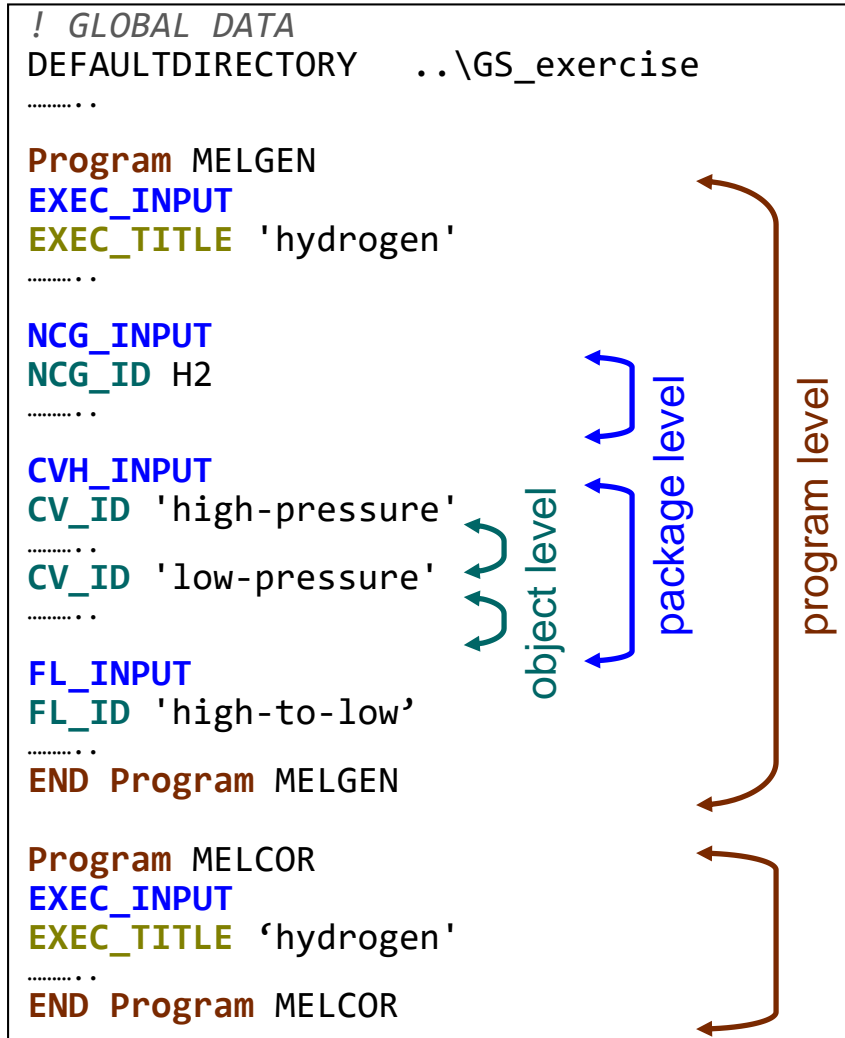 ! GLOBAL DATA
DEFAULTDIRECTORY   ..\GS_exercise
………..
Program MELGEN
EXEC_INPUT
EXEC_TITLE 'hydrogen'
………..
NCG_INPUT
NCG_ID H2
………..
CVH_INPUT
CV_ID 'high-pressure'
………..
CV_ID 'low-pressure'
………..
FL_INPUT
FL_ID 'high-to-low’
………..
END Program MELGEN
Program MELCOR
EXEC_INPUT
EXEC_TITLE ‘hydrogen'
………..
END Program MELCOR
object level
package level
program level